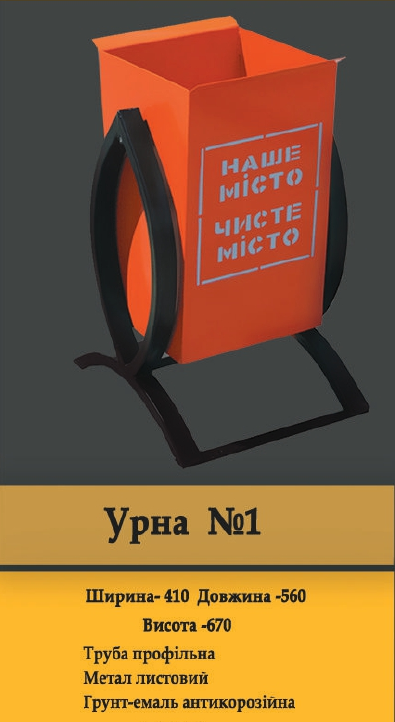 НАШЕ
МІСТО
ЧИСТЕ
МІСТО
Урна №1
Ширина- 410 Довжина -560
Висота -670
Труба профільна
Метал листовий
Грунт-емаль антикорозійна